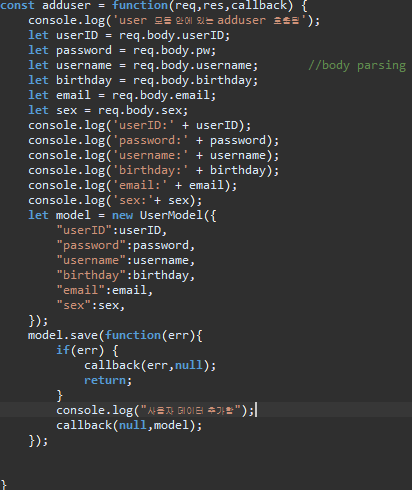 const adduser = function(req,res,callback) {
console.log('user 모듈 안에 있는 adduser 호출됨');
let userID = req.body.userID;
let password = req.body.pw;
let username = req.body.username; //body parsing
let birthday = req.body.birthday;
let email = req.body.email;
let sex = req.body.sex;
console.log('userID:' + userID);
console.log('password:' + password);
console.log('username:' + username);
console.log('birthday:' + birthday);
console.log('email:' + email);
console.log('sex:'+ sex);
let model = new UserModel({
"userID":userID,
"password":password,
"username":username,
"birthday":birthday,
"email":email,
"sex":sex,
});
model.save(function(err){
if(err) {
callback(err,null);
return;
}
console.log("사용자 데이터 추가함");
callback(null,model);
});
}